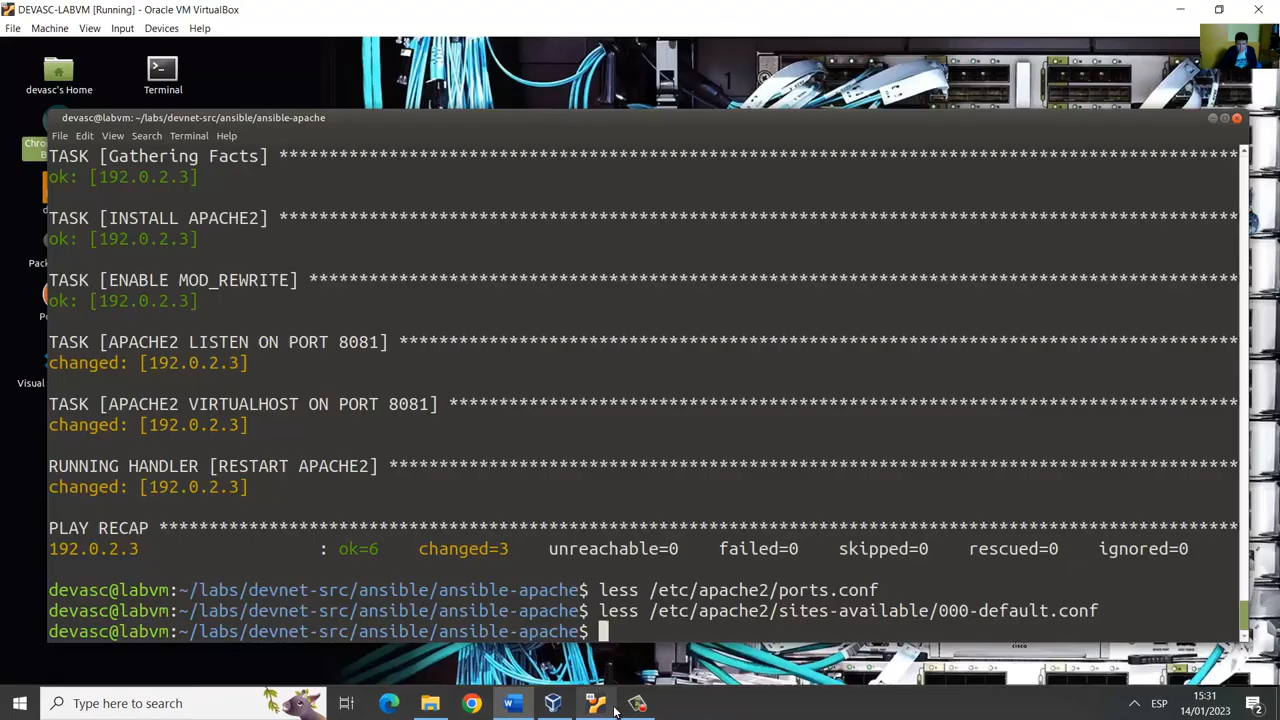 DEVASC-LABVM [Running] - Oracle VM VirtualBox
File Machine View Input Devices Help
devasc's Home
Terminal
devasc@labvm: ~/labs/devnet-src/ansible/ansible-apache
File Edit View Search Terminal Help
TASK [Gathering Facts] ***********************************************************************************************
ok: [192.0.2.3]
TASK [INSTALL APACHE2] ***********************************************************************************************
ok: [192.0.2.3]
TASK [ENABLE MOD_REWRITE] ********************************************************************************************
ok: [192.0.2.3]
TASK [APACHE2 LISTEN ON PORT 8081] ***********************************************************************************
changed: [192.0.2.3]
TASK [APACHE2 VIRTUALHOST ON PORT 8081] ******************************************************************************
changed: [192.0.2.3]
RUNNING HANDLER [RESTART APACHE2] ************************************************************************************
changed: [192.0.2.3]
PLAY RECAP ***********************************************************************************************************
192.0.2.3 : ok=6 changed=3 unreachable=0 failed=0 skipped=0 rescued=0 ignored=0
devasc@labvm:~/labs/devnet-src/ansible/ansible-apache$ less /etc/apache2/ports.conf
devasc@labvm:~/labs/devnet-src/ansible/ansible-apache$ less /etc/apache2/sites-available/000-default.conf
devasc@labvm:~/labs/devnet-src/ansible/ansible-apache$
Chro
B
Pack
Po
Visual
Type here to search
ESP
15:31
14/01/2023
2